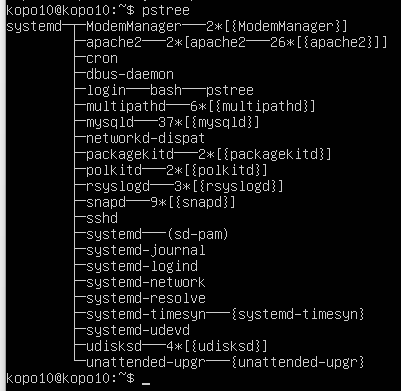 kopo10@kopo10:~$ pstree
systemd─┬─ModemManager───2*[{ModemManager}]
        ├─apache2───2*[apache2───26*[{apache2}]]
        ├─cron
        ├─dbus-daemon
        ├─login───bash───pstree
        ├─multipathd───6*[{multipathd}]
        ├─mysqld───37*[{mysqld}]
        ├─networkd-dispat
        ├─packagekitd───2*[{packagekitd}]
        ├─polkitd───2*[{polkitd}]
        ├─rsyslogd───3*[{rsyslogd}]
        ├─snapd───9*[{snapd}]
        ├─sshd
        ├─systemd───(sd-pam)
        ├─systemd-journal
        ├─systemd-logind
        ├─systemd-network
        ├─systemd-resolve
        ├─systemd-timesyn───{systemd-timesyn}
        ├─systemd-udevd
        ├─udisksd───4*[{udisksd}]
        └─unattended-upgr───{unattended-upgr}
kopo10@kopo10:~$ _